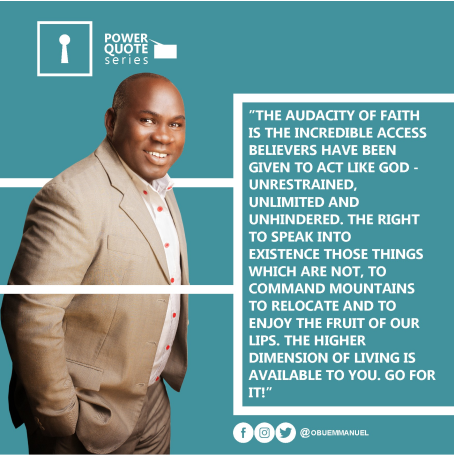 POWER
QUOTE
series
“THE AUDACITY OF FAITH
IS THE INCREDIBLE ACCESS
BELIEVERS HAVE BEEN
GIVEN TO ACT LIKE GOD -
UNRESTRAINED,
UNLIMITED AND
UNHINDERED. THE RIGHT
TO SPEAK INTO
EXISTENCE THOSE THINGS
WHICH ARE NOT, TO
COMMAND MOUNTAINS
TO RELOCATE AND TO
ENJOY THE FRUIT OF OUR
LIPS. THE HIGHER
DIMENSION OF LIVING IS
AVAILABLE TO YOU. GO FOR
IT!”
@OBUEMMANUEL